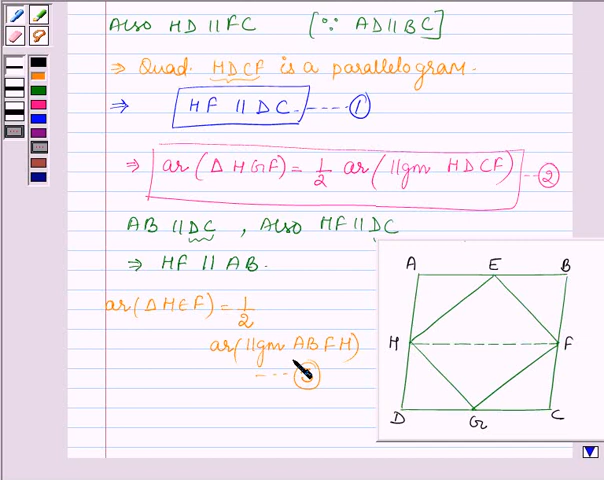 Also HD || FC [∵ AD || BC]
⇒ Quad. HDCF is a parallelogram.
⇒ HF || DC ---- ①
⇒ ar(Δ HGF) = 1/2 ar(||gm HDCF) --- ②
AB || DC , Also HF || DC
⇒ HF || AB.
ar(Δ HEF) = 1/2
ar(||gm ABFH)
---- ③
A E B
H F
D G C